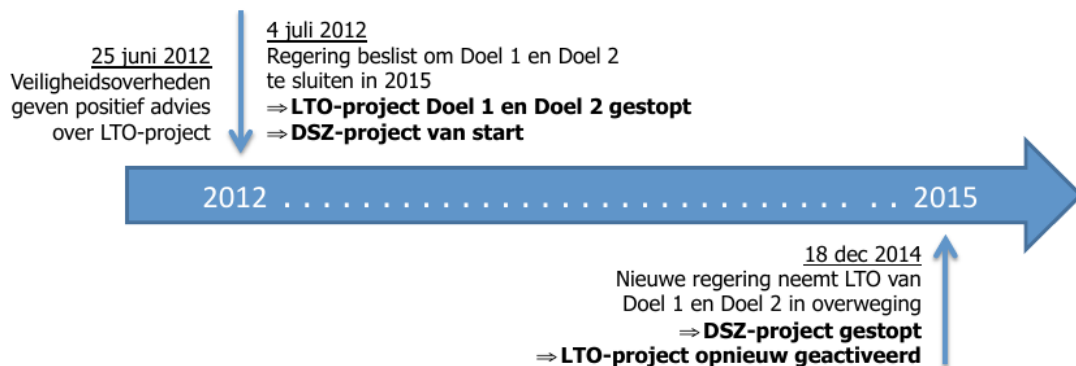 25 juni 2012
Veiligheidsoverheden
geven positief advies
over LTO-project
4 juli 2012
Regering beslist om Doel 1 en Doel 2
te sluiten in 2015
⇒ LTO-project Doel 1 en Doel 2 gestopt
⇒ DSZ-project van start
2012 . . . . . . . . . . . . . . . . . . . . . . . . . . . . . . . . . . 2015
18 dec 2014
Nieuwe regering neemt LTO van
Doel 1 en Doel 2 in overweging
⇒ DSZ-project gestopt
⇒ LTO-project opnieuw geactiveerd